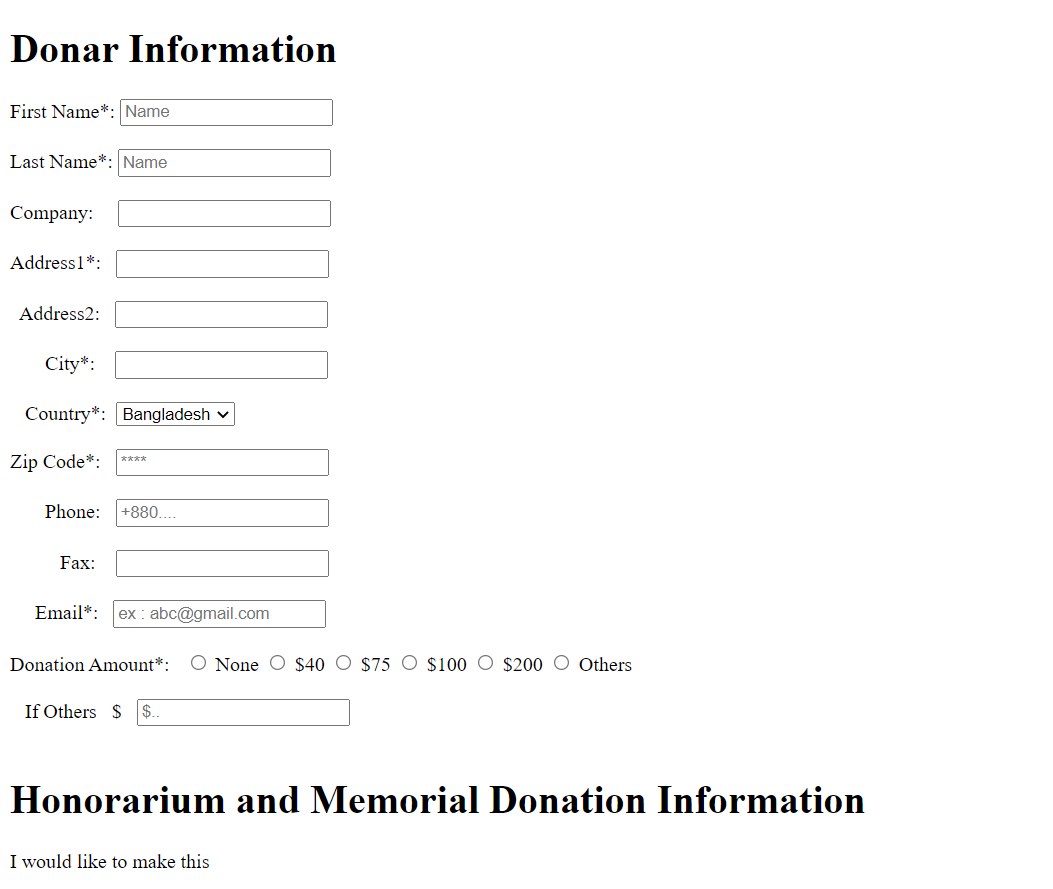 Donar Information
First Name*: Name
Last Name*: Name
Company:
Address1*:
Address2:
City*:
Country*: Bangladesh
Zip Code*: ****
Phone: +880....
Fax:
Email*: ex : abc@gmail.com
Donation Amount*: None $40 $75 $100 $200 Others
If Others $ $..
Honorarium and Memorial Donation Information
I would like to make this